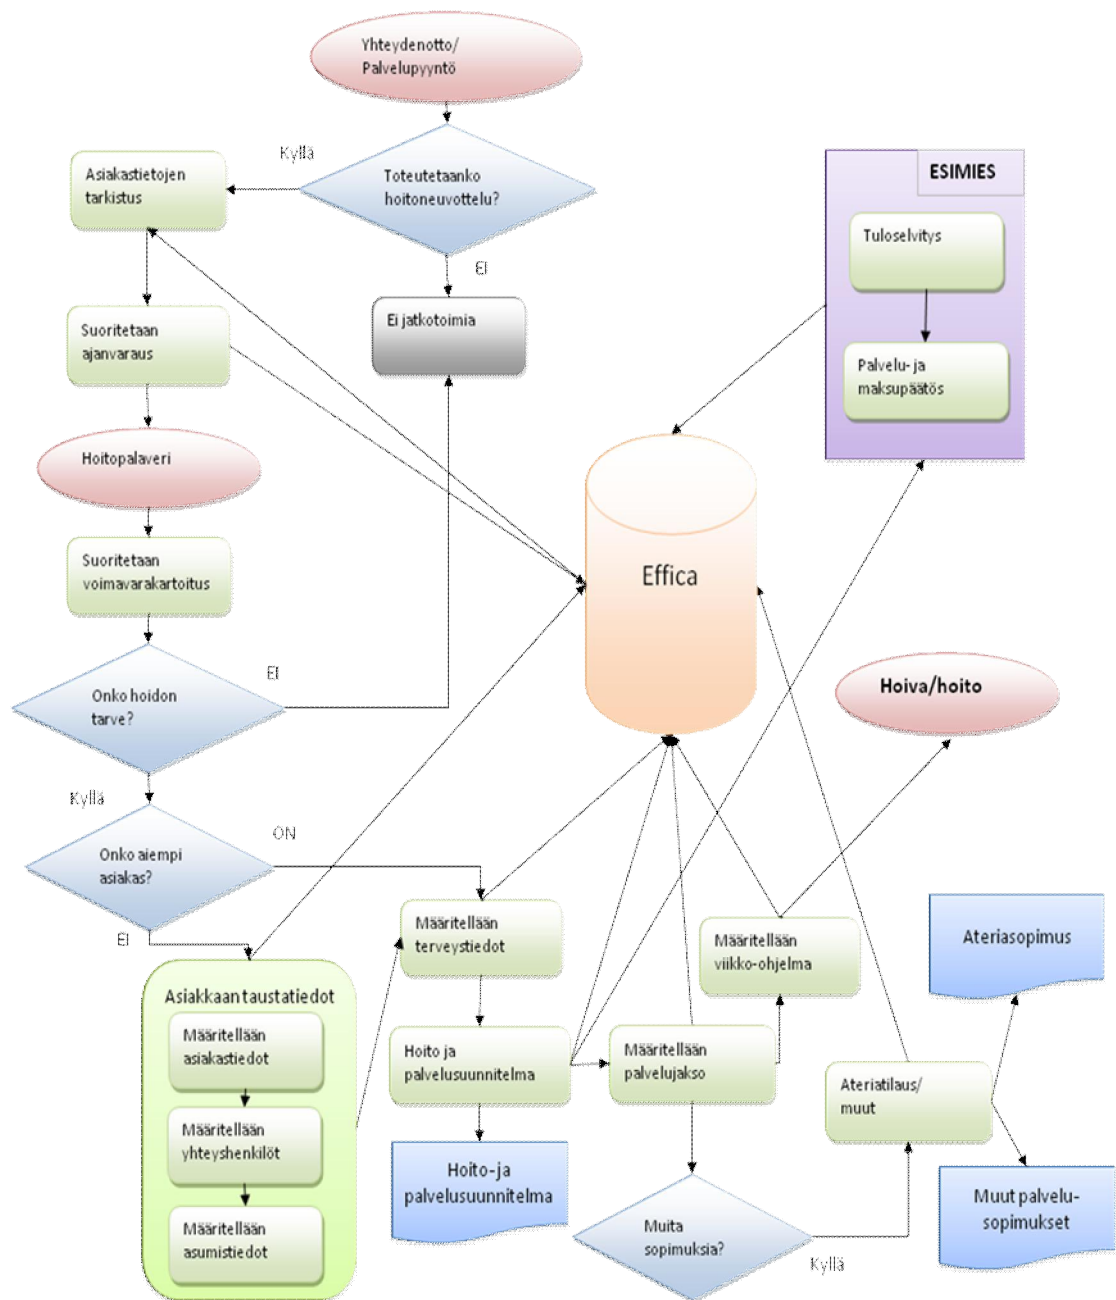 Yhteydenotto/
Palvelupyyntö
Kyllä
Toteutetaanko
hoitoneuvottelu?
Asiakastietojen
tarkistus
ESIMIES
Tuloselvitys
EI
Ei jatkotoimia
Suoritetaan
ajanvaraus
Palvelu- ja
maksupäätös
Hoitopalaveri
Suoritetaan
voimavarakartoitus
Effica
EI
Onko hoidon
tarve?
Hoiva/hoito
Kyllä
ON
Onko aiempi
asiakas?
EI
Määritellään
terveystiedot
Määritellään
viikko-ohjelma
Ateriasopimus
Asiakkaan taustatiedot
Määritellään
asiakastiedot
Hoito ja
palvelusuunnitelma
Määritellään
palvelujakso
Ateriatilaus/
muut
Määritellään
yhteyshenkilöt
Hoito-ja
palvelusuunnitelma
Muut palvelu-
sopimukset
Määritellään
asumistiedot
Muita
sopimuksia?
Kyllä